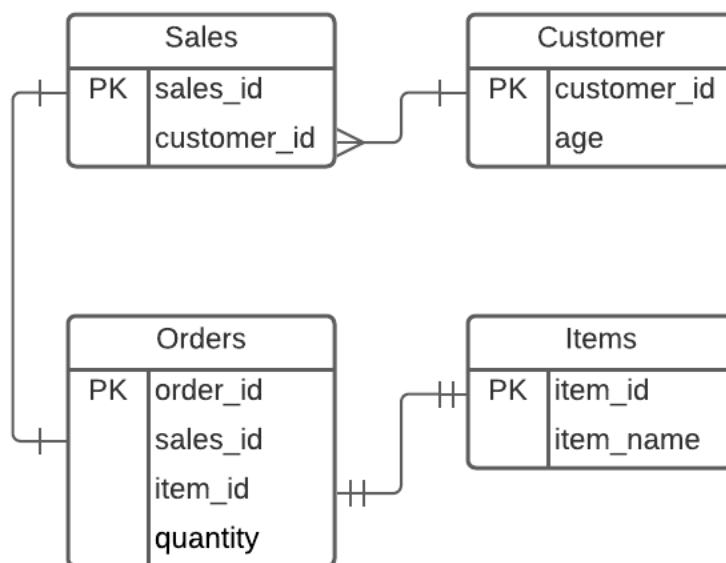 Sales
PK sales_id
customer_id
Customer
PK customer_id
age
Orders
PK order_id
sales_id
item_id
quantity
Items
PK item_id
item_name